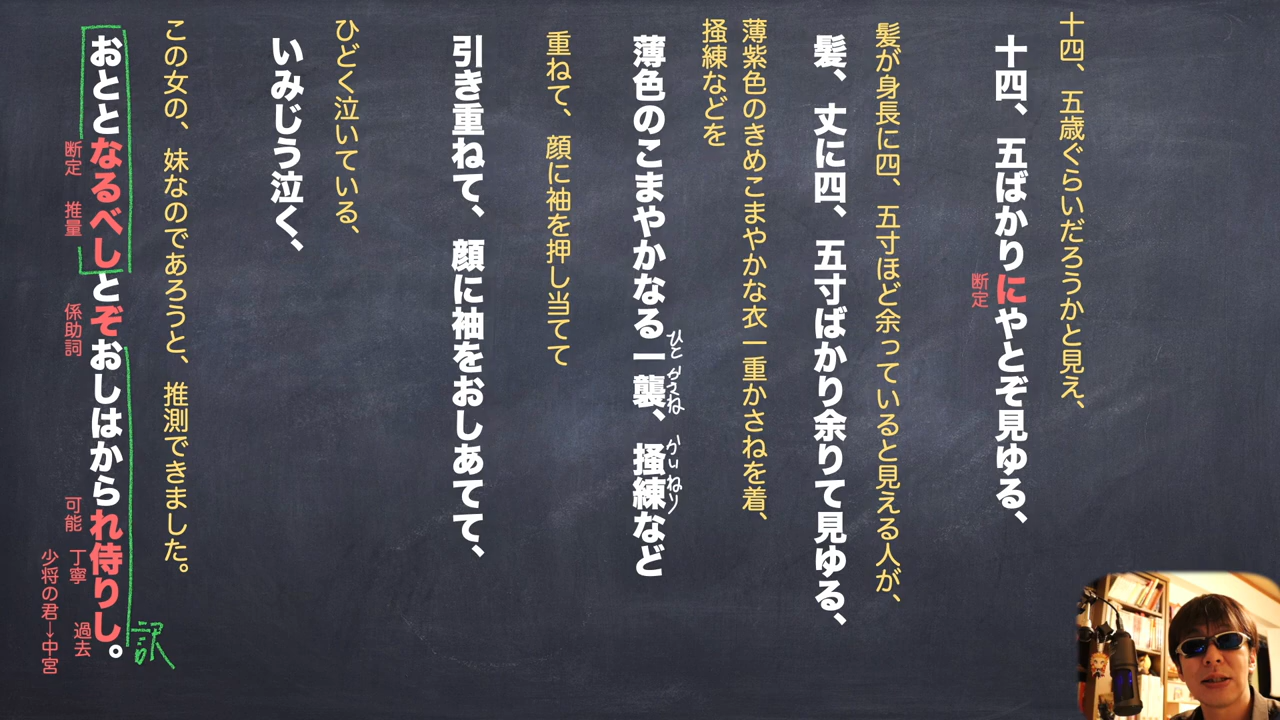 十四、五歳ぐらいだろうかと見え、
十四、五ばかりにやとぞ見ゆる、
断定
髪が身長に四、五寸ほど余っていると見える人が、
髪、丈に四、五寸ばかり余りて見ゆる、
薄紫色のきめこまやかな衣一重かさねを着、
掻練などを
ひとがさね かいねり
薄色のこまやかなる一襲、掻練など
重ねて、顔に袖を押し当てて
引き重ねて、顔に袖をおしあてて、
ひどく泣いている、
いみじう泣く、
この女の、妹なのであろうと、推測できました。
おととなるべしとぞおしはかられ侍りし。
訳
断定 推量 係助詞 可能 丁寧 過去
少将の君→中宮